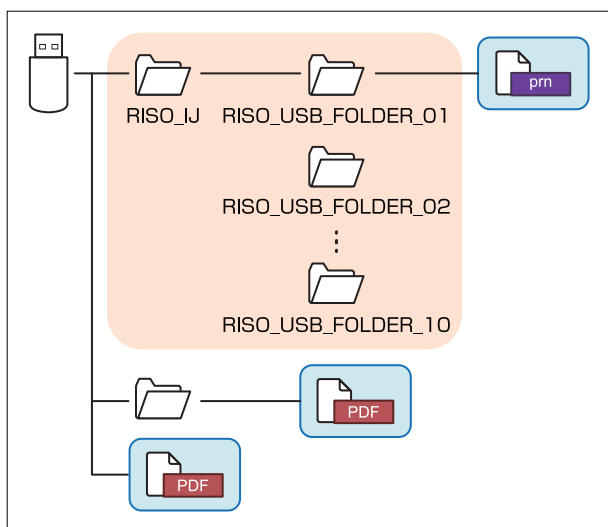 prn
RISO_IJ
RISO_USB_FOLDER_01
RISO_USB_FOLDER_02
RISO_USB_FOLDER_10
PDF
PDF